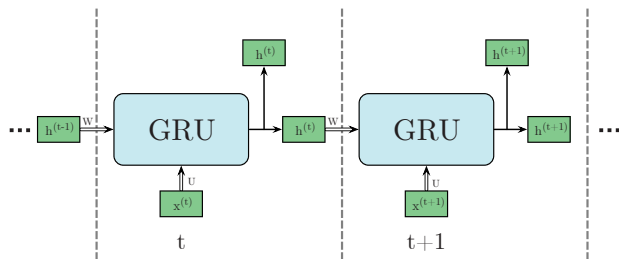 h(t) h(t+1)
... h(t-1) W GRU h(t) W GRU h(t+1) ...
U U
x(t) x(t+1)
t t+1